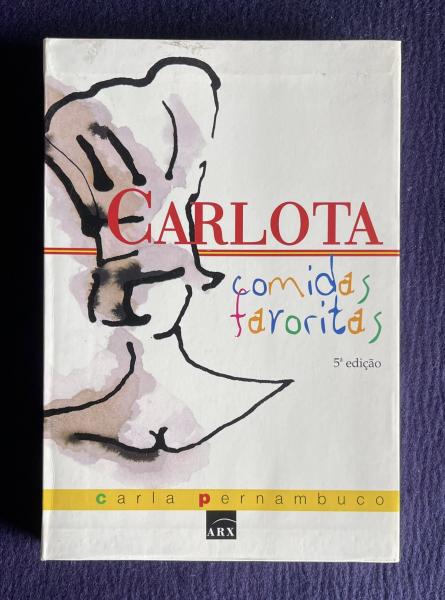 CARLOTA
comidas
favoritas
5ª edição
carla pernambuco
ARX